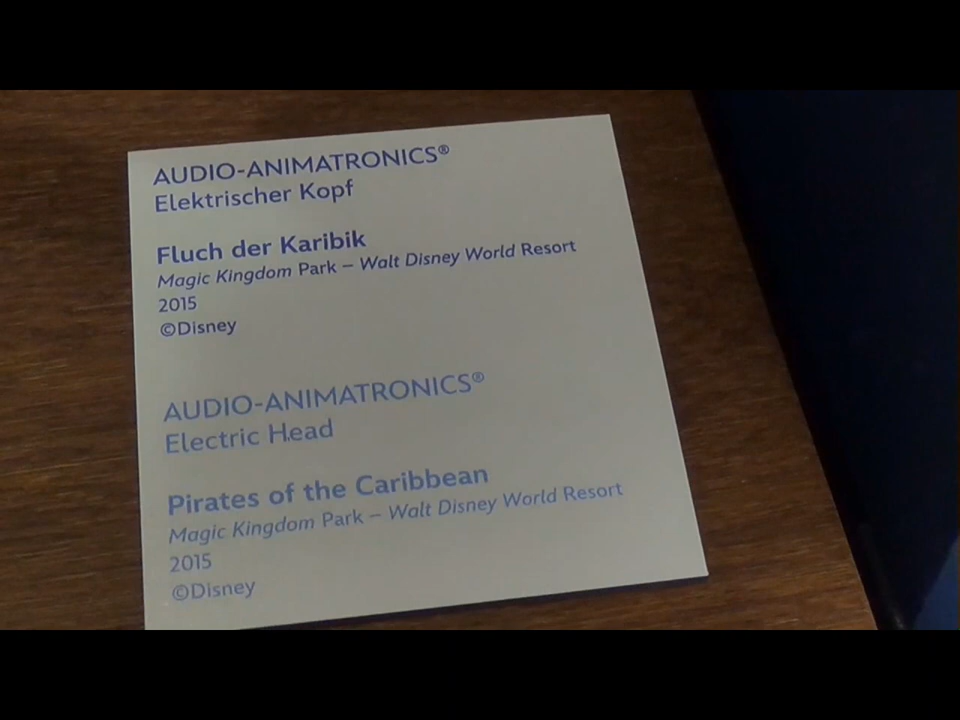 AUDIO-ANIMATRONICS®
Elektrischer Kopf
Fluch der Karibik
Magic Kingdom Park – Walt Disney World Resort
2015
©Disney
AUDIO-ANIMATRONICS®
Electric Head
Pirates of the Caribbean
Magic Kingdom Park – Walt Disney World Resort
2015
©Disney